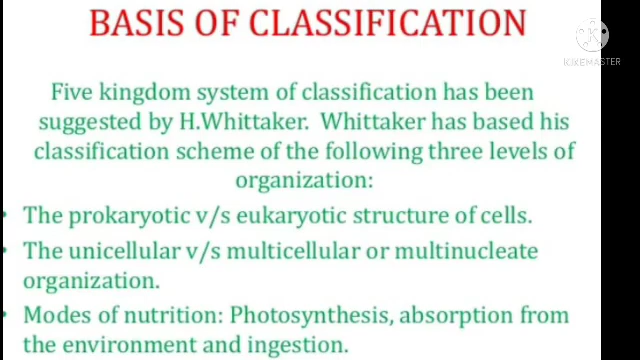 BASIS OF CLASSIFICATION
KINEMASTER
Five kingdom system of classification has been
suggested by H.Whittaker. Whittaker has based his
classification scheme of the following three levels of
organization:
• The prokaryotic v/s eukaryotic structure of cells.
• The unicellular v/s multicellular or multinucleate
organization.
• Modes of nutrition: Photosynthesis, absorption from
the environment and ingestion.